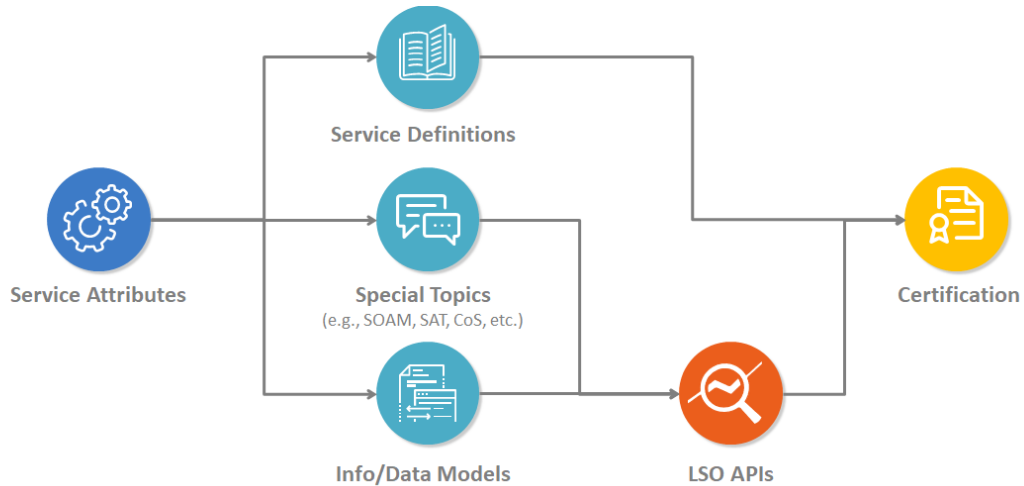 Service Definitions
Service Attributes
Special Topics
(e.g., SOAM, SAT, CoS, etc.)
Certification
Info/Data Models
LSO APIs